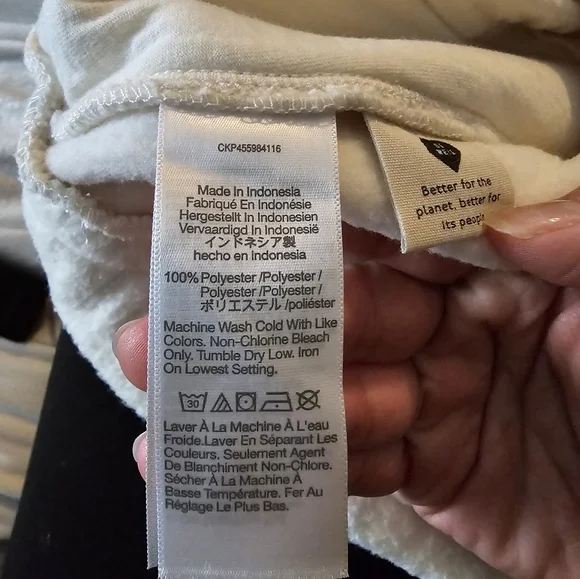 CKP455984116
Made In Indonesia
Fabriqué En Indonésie
Hergestellt In Indonesien
Vervaardigd In Indonesië
インドネシア製
hecho en indonesia
100% Polyester /Polyester /
Polyester /Polyester /
ポリエステル /poliéster
Machine Wash Cold With Like
Colors. Non-Chlorine Bleach
Only. Tumble Dry Low. Iron
On Lowest Setting.
30
Laver À La Machine À L'eau
Froide.Laver En Séparant Les
Couleurs. Seulement Agent
De Blanchiment Non-Chlore.
Sécher À La Machine À
Basse Température. Fer Au
Réglage Le Plus Bas.
Better for the
planet, better for
its people